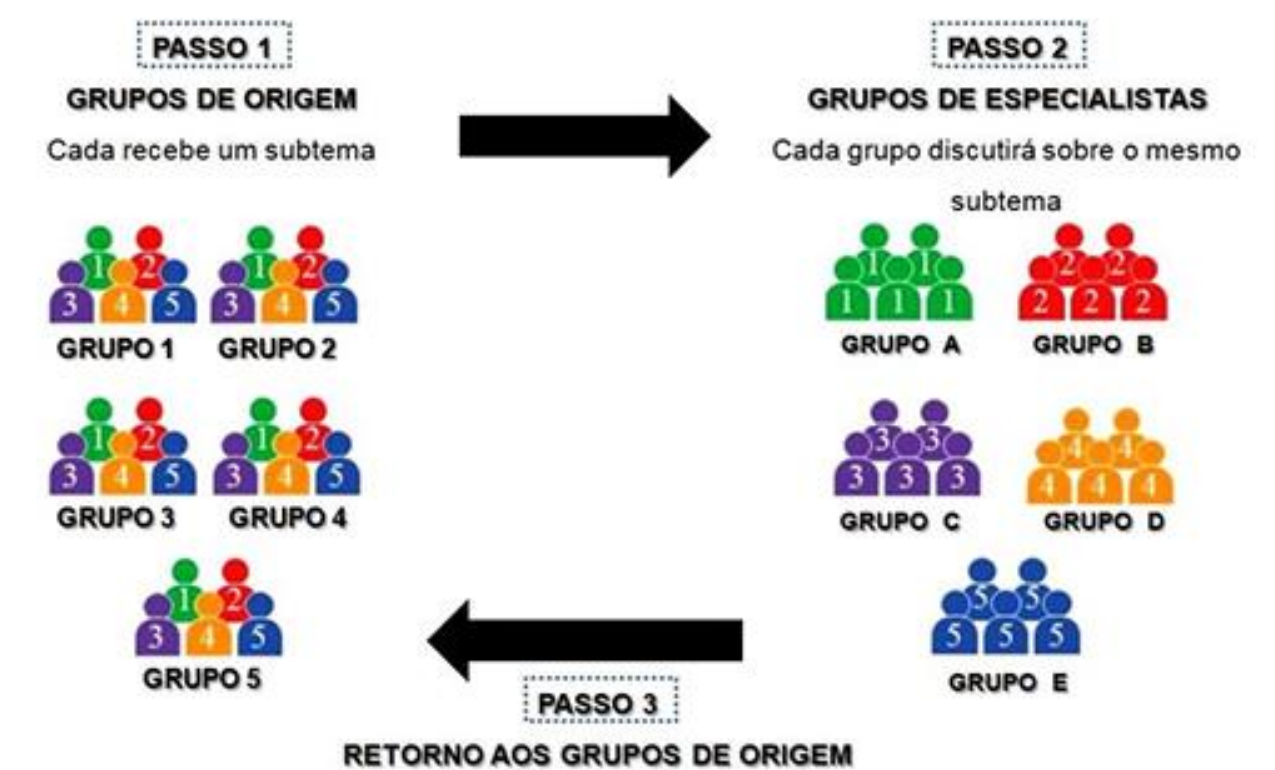 PASSO 1
GRUPOS DE ORIGEM
Cada recebe um subtema
1 2
3 4 5
GRUPO 1
1 2
3 4 5
GRUPO 2
1 2
3 4 5
GRUPO 3
1 2
3 4 5
GRUPO 4
1 2
3 4 5
GRUPO 5
PASSO 2
GRUPOS DE ESPECIALISTAS
Cada grupo discutirá sobre o mesmo
subtema
1 1
1 1 1
GRUPO A
2 2
2 2 2
GRUPO B
3 3
3 3 3
GRUPO C
4 4
4 4 4
GRUPO D
5 5
5 5 5
GRUPO E
PASSO 3
RETORNO AOS GRUPOS DE ORIGEM